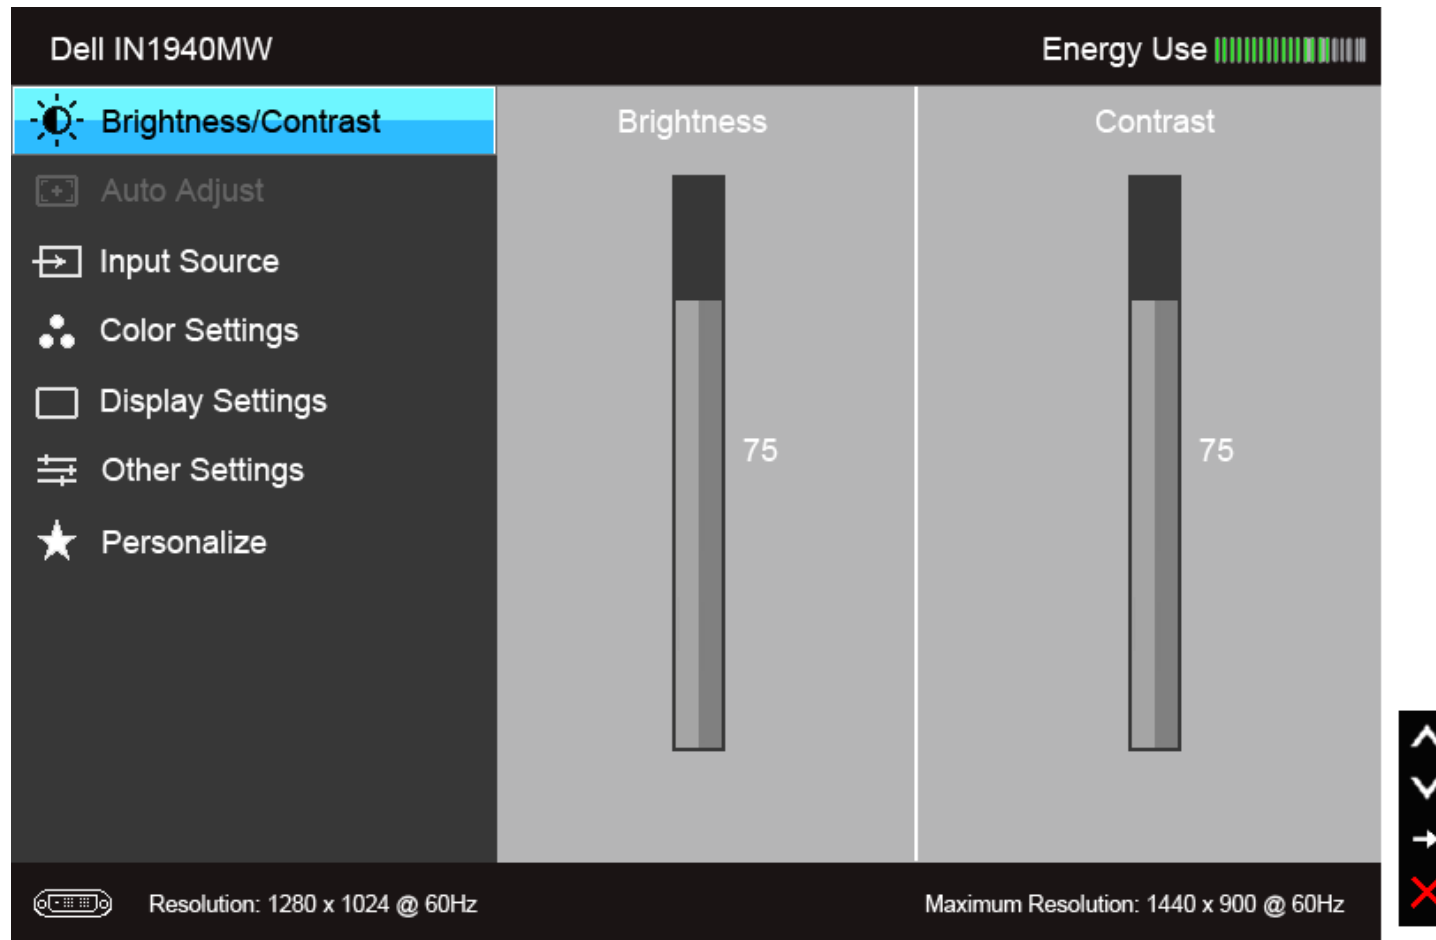 Dell IN1940MW
Energy Use
Brightness/Contrast
Auto Adjust
Input Source
Color Settings
Display Settings
Other Settings
Personalize
Brightness
75
Contrast
75
Resolution: 1280 x 1024 @ 60Hz
Maximum Resolution: 1440 x 900 @ 60Hz